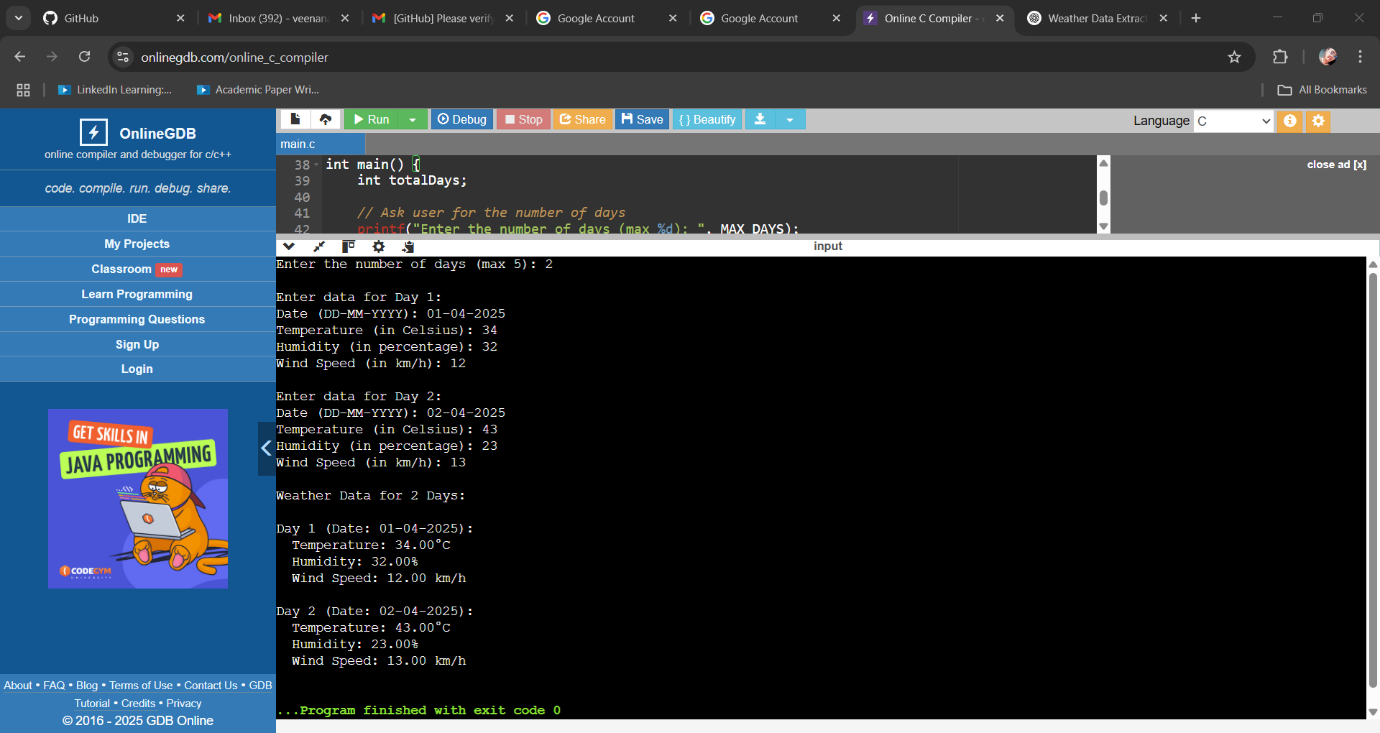 GitHub
Inbox (392) - veenana
[GitHub] Please verify
Google Account
Google Account
Online C Compiler -
Weather Data Extrac
onlinegdb.com/online_c_compiler
LinkedIn Learning:...
Academic Paper Wri...
All Bookmarks
OnlineGDB
online compiler and debugger for c/c++
code. compile. run. debug. share.
IDE
My Projects
Classroom new
Learn Programming
Programming Questions
Sign Up
Login
GET SKILLS IN
JAVA PROGRAMMING
CODEGYM
UNIVERSITY
About • FAQ • Blog • Terms of Use • Contact Us • GDB
Tutorial • Credits • Privacy
© 2016 - 2025 GDB Online
Run Debug Stop Share Save { } Beautify Language C
main.c
close ad [x]
38 int main() {
39 int totalDays;
40
41 // Ask user for the number of days
42 printf("Enter the number of days (max %d): ", MAX_DAYS);
input
Enter the number of days (max 5): 2
Enter data for Day 1:
Date (DD-MM-YYYY): 01-04-2025
Temperature (in Celsius): 34
Humidity (in percentage): 32
Wind Speed (in km/h): 12
Enter data for Day 2:
Date (DD-MM-YYYY): 02-04-2025
Temperature (in Celsius): 43
Humidity (in percentage): 23
Wind Speed (in km/h): 13
Weather Data for 2 Days:
Day 1 (Date: 01-04-2025):
Temperature: 34.00°C
Humidity: 32.00%
Wind Speed: 12.00 km/h
Day 2 (Date: 02-04-2025):
Temperature: 43.00°C
Humidity: 23.00%
Wind Speed: 13.00 km/h
...Program finished with exit code 0